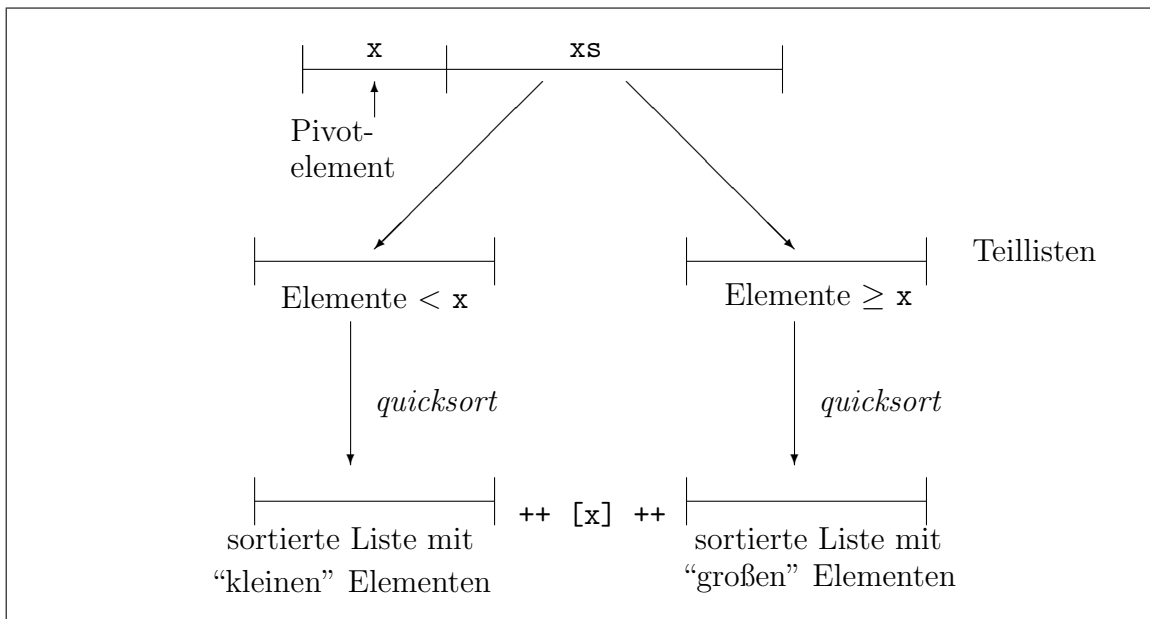 x xs
Pivot-
element
Teillisten
Elemente < x Elemente ≥ x
quicksort quicksort
++ [x] ++
sortierte Liste mit sortierte Liste mit
“kleinen” Elementen “großen” Elementen